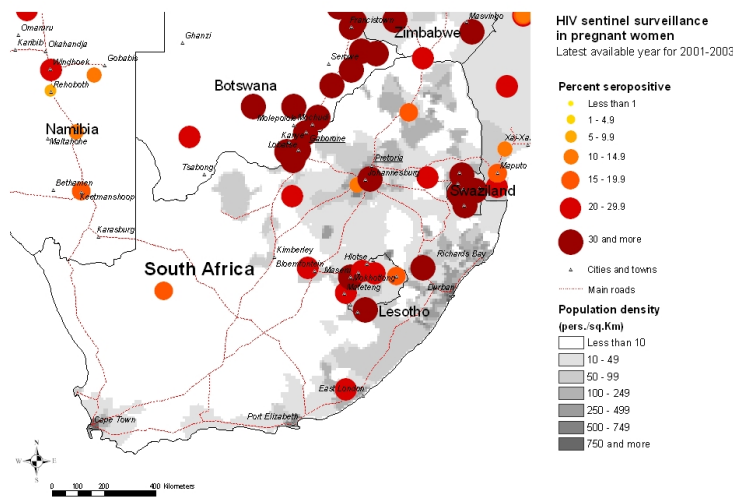 HIV sentinel surveillance
in pregnant women
Latest available year for 2001-2003
Percent seropositive
Less than 1
1 - 4.9
5 - 9.9
10 - 14.9
15 - 19.9
20 - 29.9
30 and more
Cities and towns
Main roads
Population density
(pers./sq.Km)
Less than 10
10 - 49
50 - 99
100 - 249
250 - 499
500 - 749
750 and more
Omaruru
Karibib
Okahandja
Windhoek
Gobabis
Rehoboth
Namibia
Maltahohe
Bethanien
Keetmanshoop
Karasburg
Ghanzi
Francistown
Zimbabwe
Masvingo
Serowe
Botswana
Molepolole
Mochudi
Kanye
Gaborone
Lobatse
Tsabong
Pretoria
Johannesburg
Xai-Xa
Maputo
Swaziland
Kimberley
Bloemfontein
Hlotse
Maseru
Mokhotlong
Mafeteng
Richards Bay
Durban
South Africa
Lesotho
East London
Port Elizabeth
Cape Town
N
W
E
S
0 100 200 400 Kilometers